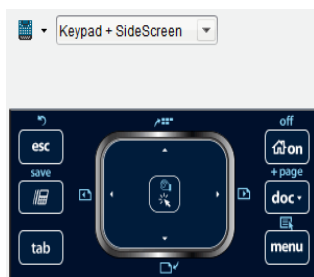 Keypad + SideScreen
off
esc
on
save
+ page
doc
tab
menu